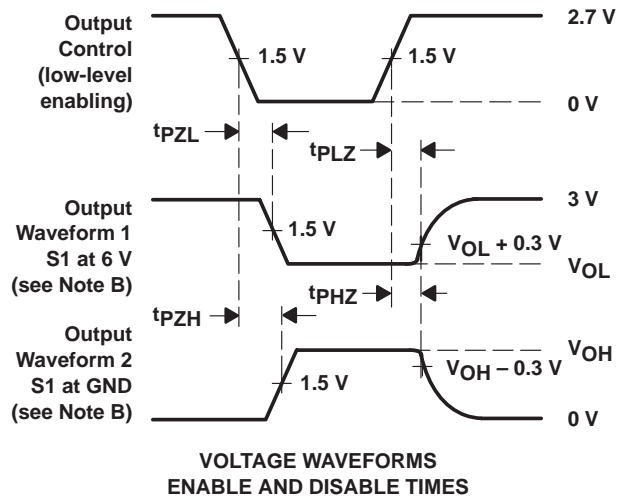 Output
Control
(low-level
enabling)
1.5 V
1.5 V
2.7 V
0 V
tPZL
tPLZ
Output
Waveform 1
S1 at 6 V
(see Note B)
1.5 V
3 V
VOL + 0.3 V
VOL
tPZH
tPHZ
Output
Waveform 2
S1 at GND
(see Note B)
1.5 V
VOH
VOH − 0.3 V
0 V
VOLTAGE WAVEFORMS
ENABLE AND DISABLE TIMES